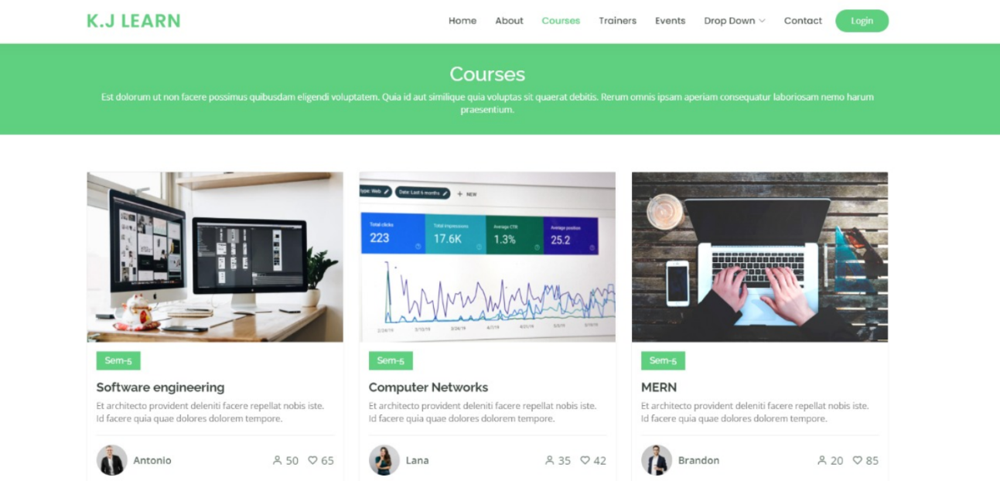 K.J LEARN
Home About Courses Trainers Events Drop Down Contact Login
Courses
Est dolorum ut non facere possimus quibusdam eligendi voluptatem. Quia id aut similique quia voluptas sit quaerat debitis. Rerum omnis ipsam aperiam consequatur laboriosam nemo harum
praesentium.
Type: Web Date: Last 6 months + NEW
Total clicks Total impressions Average CTR Average position
223 17.6K 1.3% 25.2
Sem-5 Sem-5 Sem-5
Software engineering Computer Networks MERN
Et architecto provident deleniti facere repellat nobis iste. Et architecto provident deleniti facere repellat nobis iste. Et architecto provident deleniti facere repellat nobis iste.
Id facere quia quae dolores dolorem tempore. Id facere quia quae dolores dolorem tempore. Id facere quia quae dolores dolorem tempore.
Antonio 50 65 Lana 35 42 Brandon 20 85